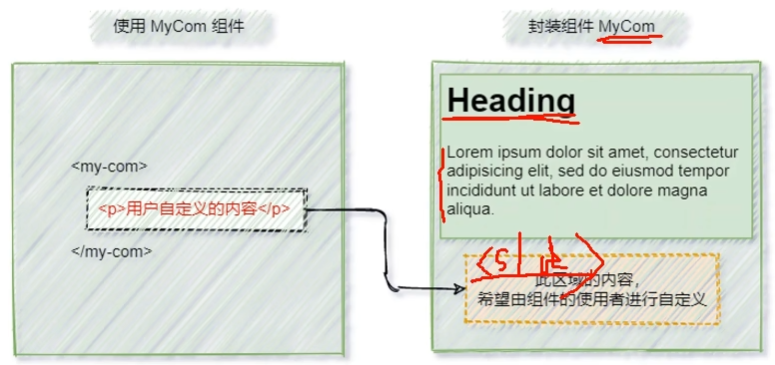 使用 MyCom 组件
封装组件 MyCom
<my-com>
<p>用户自定义的内容</p>
</my-com>
Heading
Lorem ipsum dolor sit amet, consectetur
adipisicing elit, sed do eiusmod tempor
incididunt ut labore et dolore magna
aliqua.
此区域的内容，
希望由组件的使用者进行自定义